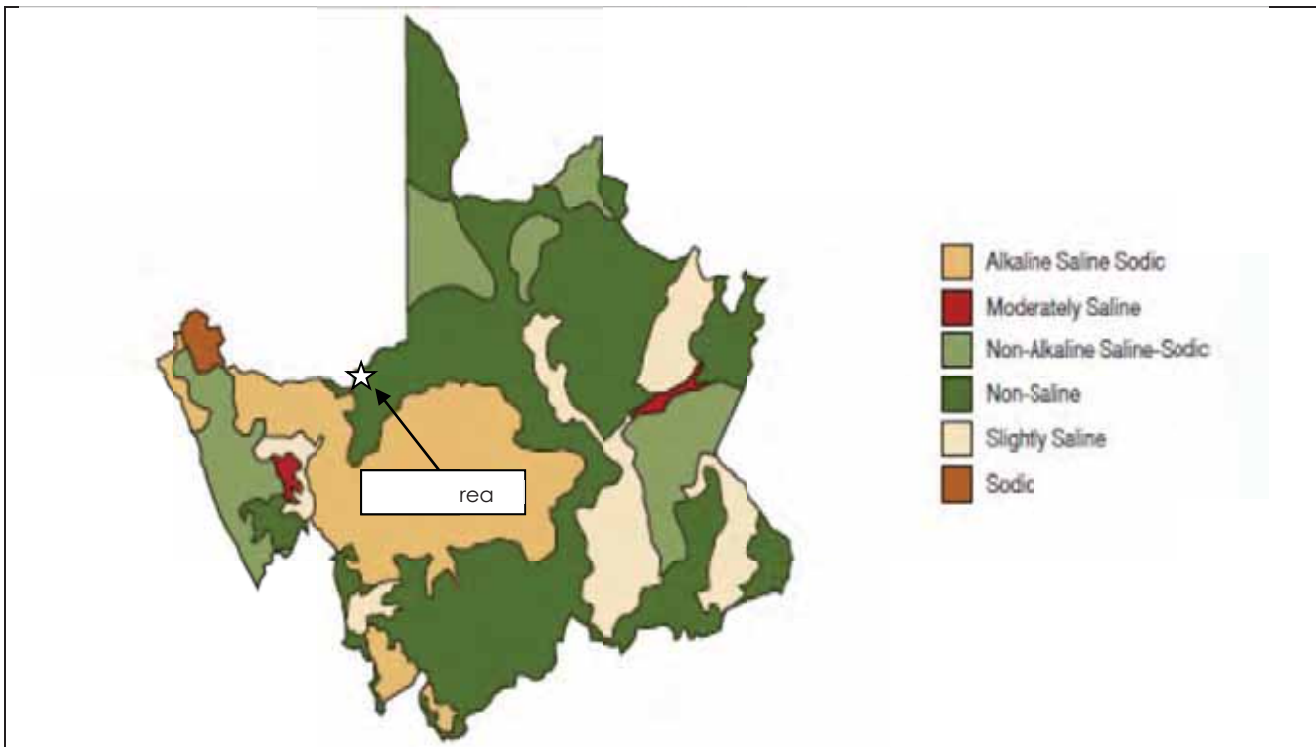 rea
Alkaline Saline Sodic
Moderately Saline
Non-Alkaline Saline-Sodic
Non-Saline
Slightly Saline
Sodic